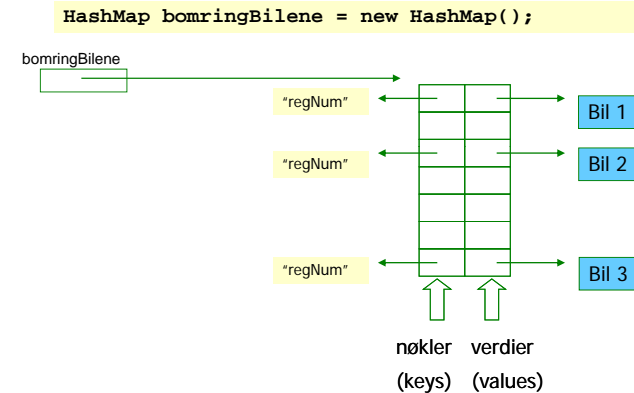 HashMap bomringBilene = new HashMap();
bomringBilene
"regNum"
Bil 1
"regNum"
Bil 2
"regNum"
Bil 3
nøkler verdier
(keys) (values)